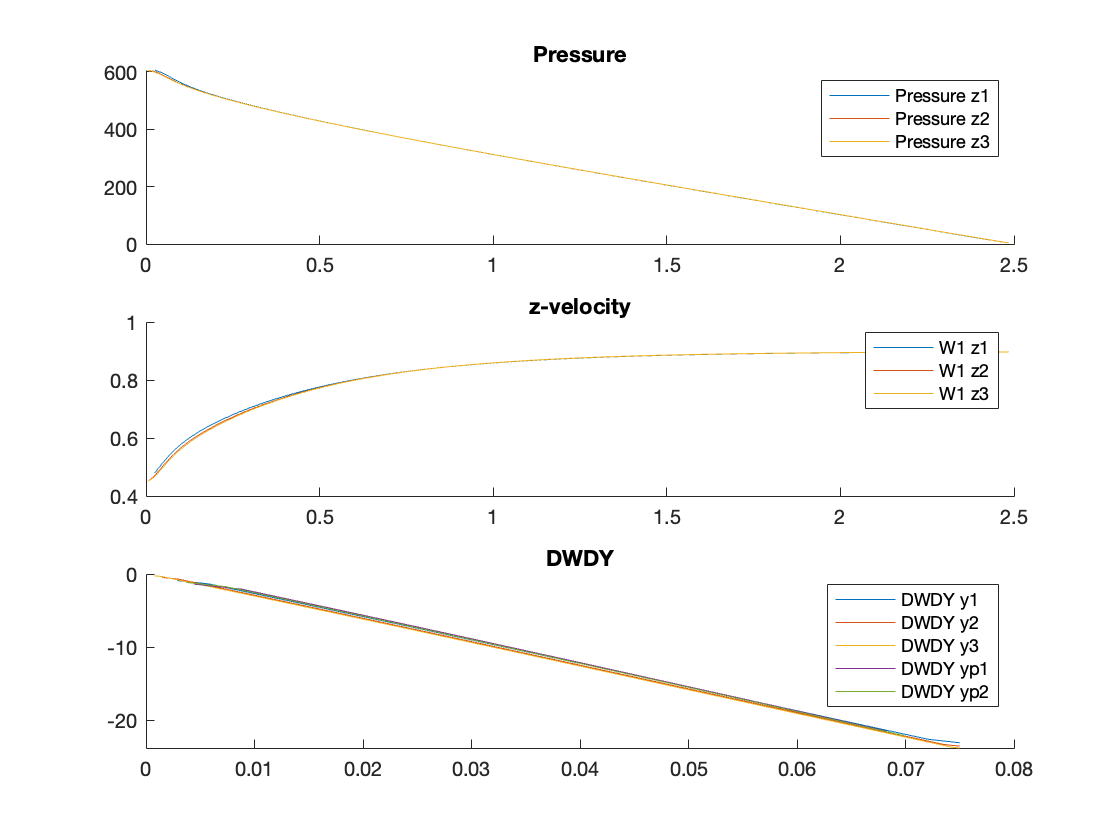 Pressure
600
400
200
0
0 0.5 1 1.5 2 2.5
Pressure z1
Pressure z2
Pressure z3
z-velocity
1
0.8
0.6
0.4
0 0.5 1 1.5 2 2.5
W1 z1
W1 z2
W1 z3
DWDY
0
-10
-20
0 0.01 0.02 0.03 0.04 0.05 0.06 0.07 0.08
DWDY y1
DWDY y2
DWDY y3
DWDY yp1
DWDY yp2